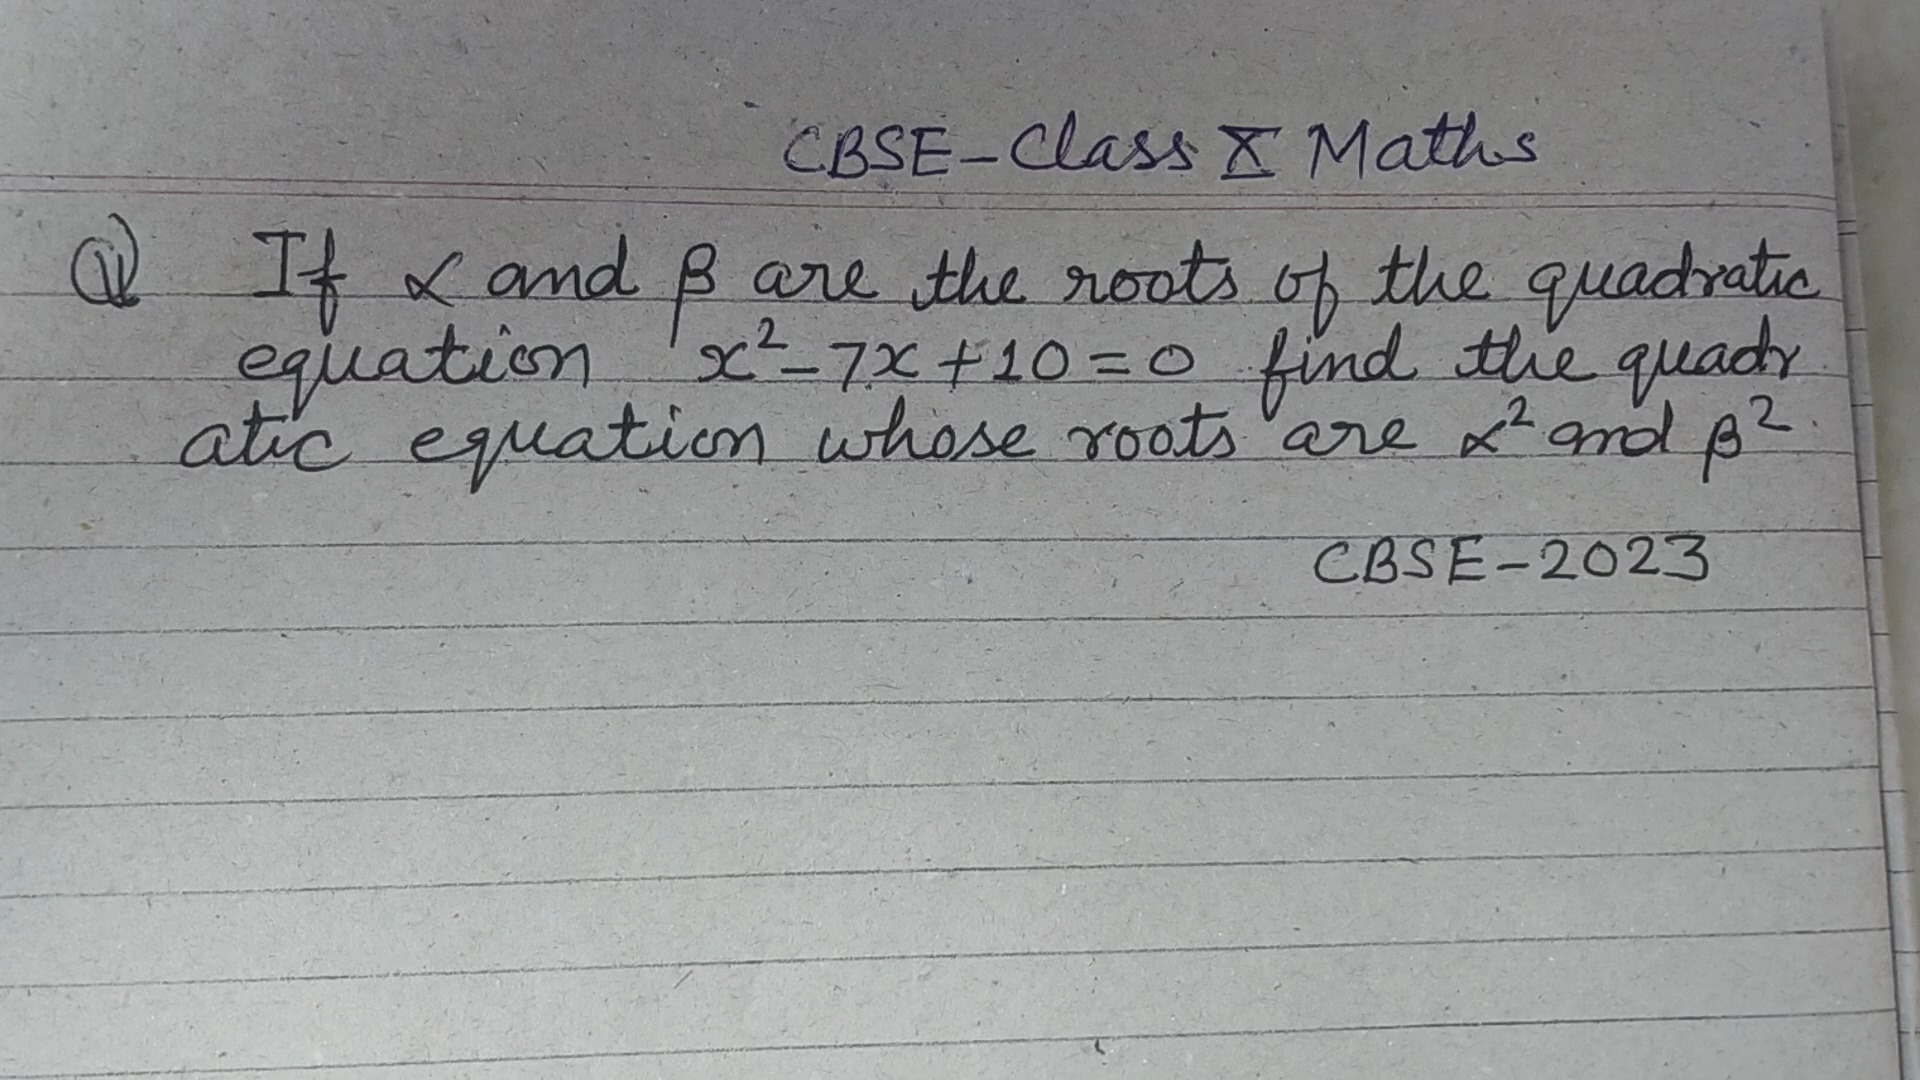 CBSE-Class X Maths
Q If α and β are the roots of the quadratic
equation x²-7x+10=0 find the quadr
atic equation whose roots are α² and β².
CBSE-2023